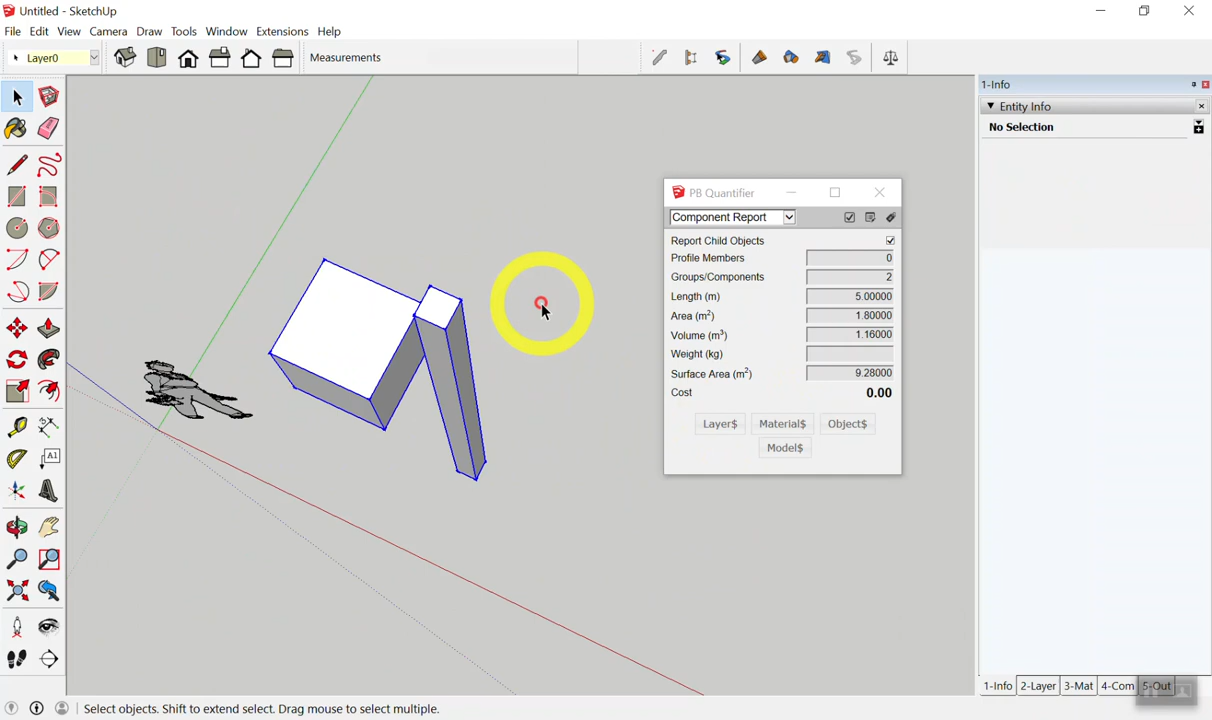 Untitled - SketchUp
File Edit View Camera Draw Tools Window Extensions Help
Layer0
Measurements
1-Info
Entity Info
No Selection
PB Quantifier
Component Report
Report Child Objects
Profile Members 0
Groups/Components 2
Length (m) 5.00000
Area (m²) 1.80000
Volume (m³) 1.16000
Weight (kg)
Surface Area (m²) 9.28000
Cost 0.00
Layer$ Material$ Object$
Model$
A1
1-Info 2-Layer 3-Mat 4-Com 5-Out
Select objects. Shift to extend select. Drag mouse to select multiple.